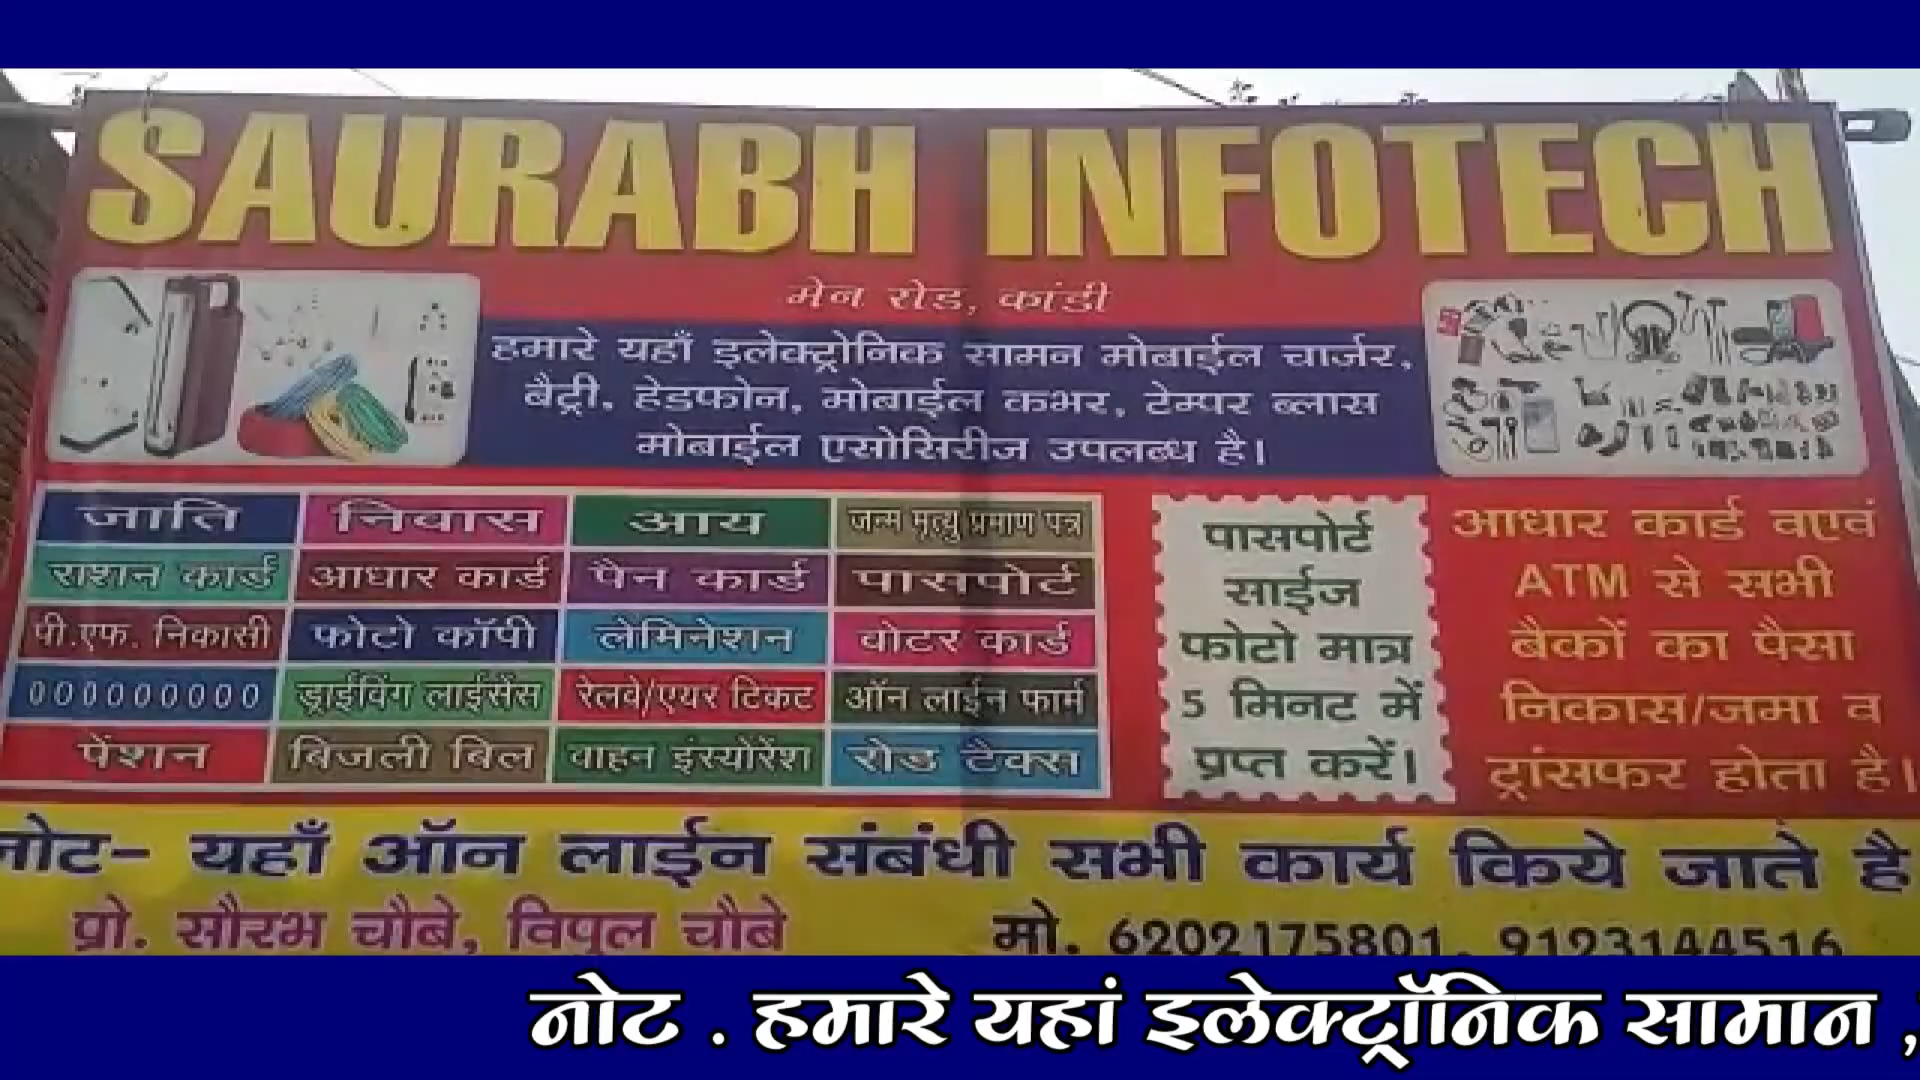 SAURABH INFOTECH
मेन रोड, कांडी
हमारे यहाँ इलेक्ट्रोनिक सामन मोबाईल चार्जर,
बैट्री, हेडफोन, मोबाईल कभर, टेम्पर ब्लास
मोबाईल एसोसिरीज उपलब्ध है।
जाति निवास आय जन्म मृत्यु प्रमाण पत्र
राशन कार्ड आधार कार्ड पैन कार्ड पासपोर्ट
पी.एफ. निकासी फोटो कॉपी लेमिनेशन वोटर कार्ड
000000000 ड्राईविंग लाईसेंस रेलवे/एयर टिकट ऑन लाईन फार्म
पेंशन बिजली बिल वाहन इंस्योरेंश रोड टैक्स
पासपोर्ट
साईज
फोटो मात्र
5 मिनट में
प्रप्त करें।
आधार कार्ड वएवं
ATM से सभी
बैकों का पैसा
निकास/जमा व
ट्रांसफर होता है।
नोट- यहाँ ऑन लाईन संबंधी सभी कार्य किये जाते है
प्रो. सौरभ चौबे, विपुल चौबे मो. 6202175801, 9123144516
नोट . हमारे यहां इलेक्ट्रॉनिक सामान ,